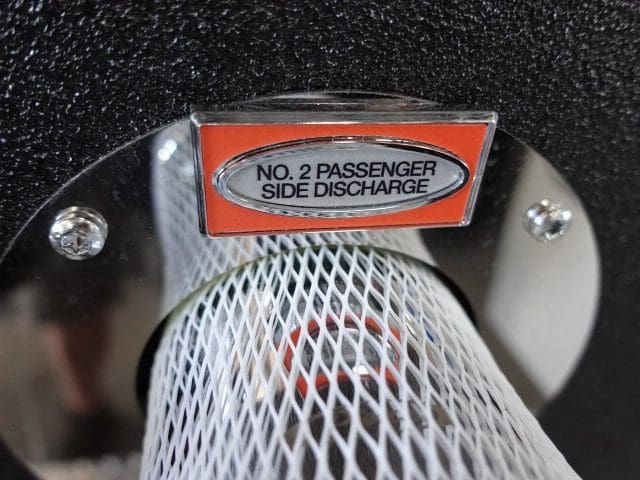 NO. 2 PASSENGER
SIDE DISCHARGE